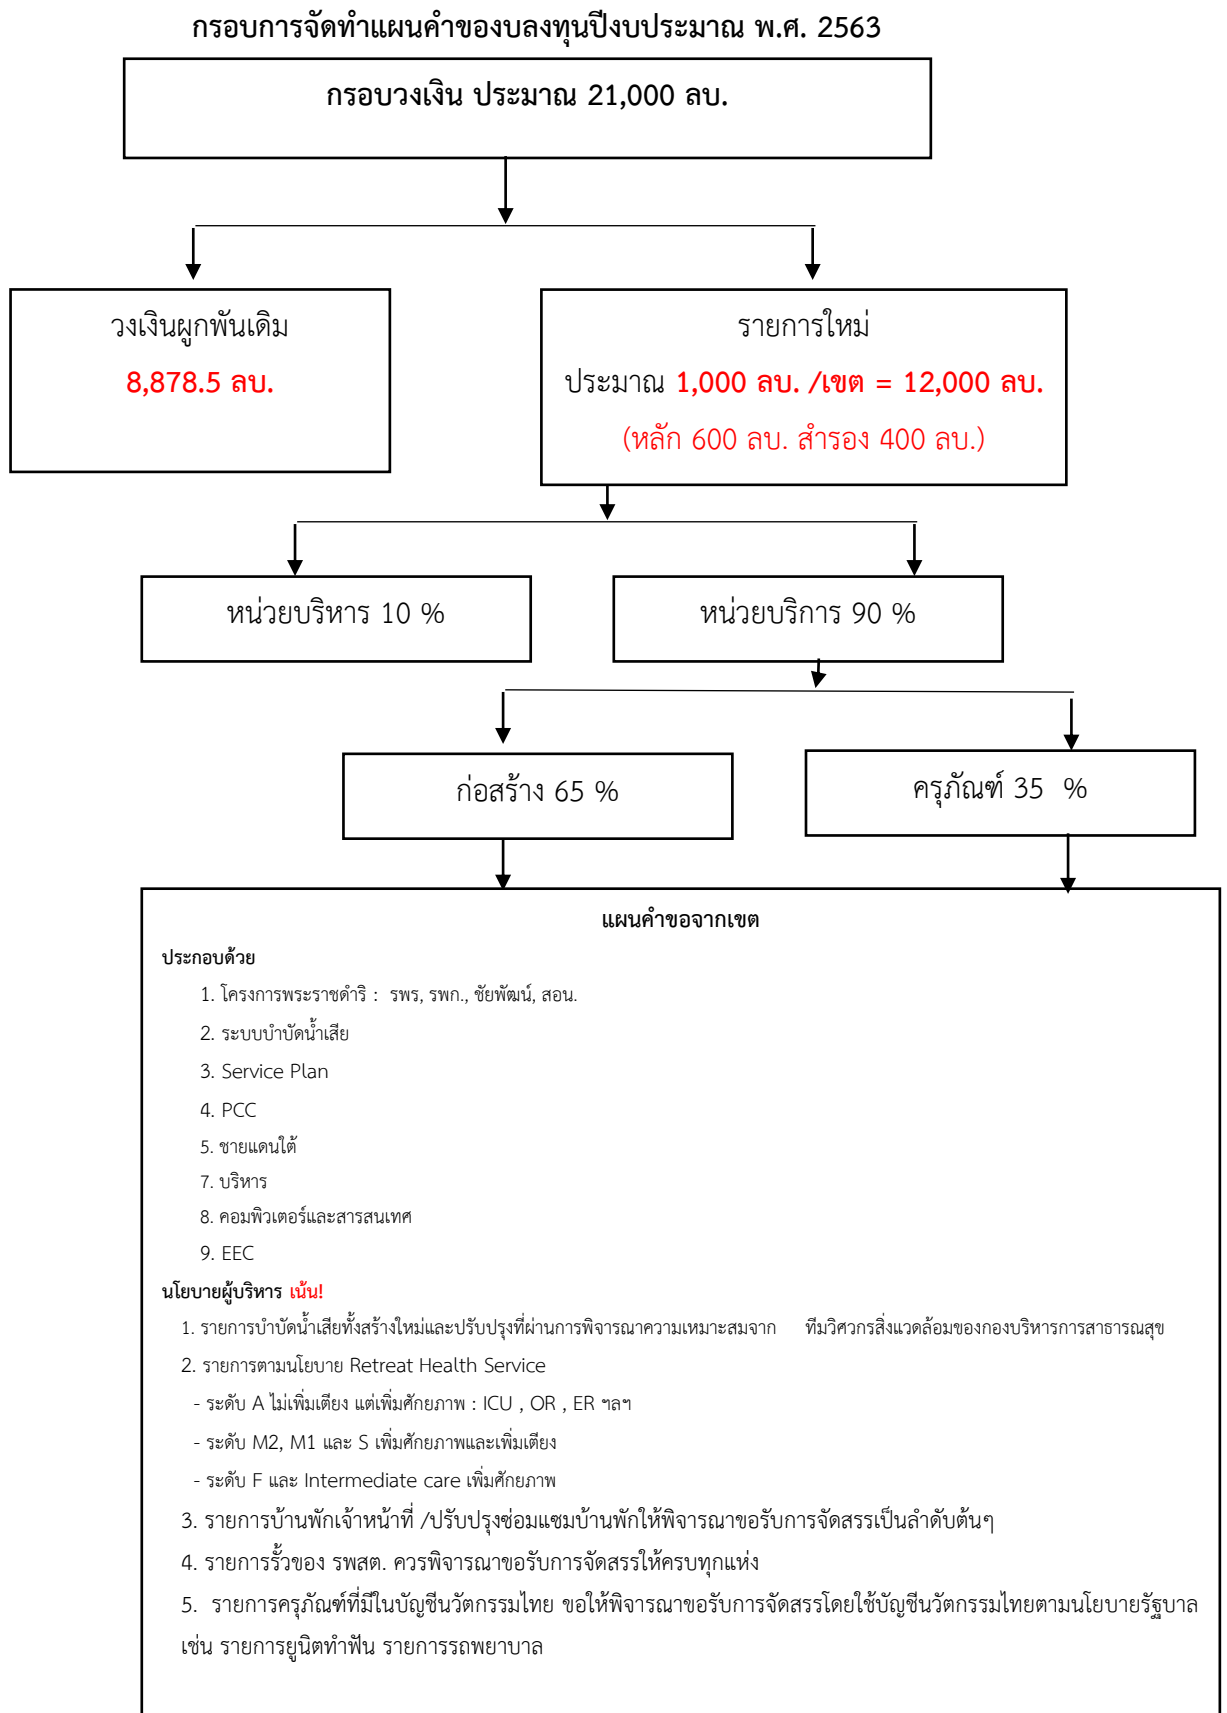 กรอบการจัดทำแผนคำของบลงทุนปีงบประมาณ พ.ศ. 2563
กรอบวงเงิน ประมาณ 21,000 ลบ.
วงเงินผูกพันเดิม
8,878.5 ลบ.
รายการใหม่
ประมาณ 1,000 ลบ. /เขต = 12,000 ลบ.
(หลัก 600 ลบ. สำรอง 400 ลบ.)
หน่วยบริหาร 10 %
หน่วยบริการ 90 %
ก่อสร้าง 65 %
ครุภัณฑ์ 35 %
แผนคำขอจากเขต
ประกอบด้วย
1. โครงการพระราชดำริ : รพร, รพก., ชัยพัฒน์, สอน.
2. ระบบบำบัดน้ำเสีย
3. Service Plan
4. PCC
5. ชายแดนใต้
7. บริหาร
8. คอมพิวเตอร์และสารสนเทศ
9. EEC
นโยบายผู้บริหาร เน้น!
1. รายการบำบัดน้ำเสียทั้งสร้างใหม่และปรับปรุงที่ผ่านการพิจารณาความเหมาะสมจาก ทีมวิศวกรสิ่งแวดล้อมของกองบริหารการสาธารณสุข
2. รายการตามนโยบาย Retreat Health Service
- ระดับ A ไม่เพิ่มเตียง แต่เพิ่มศักยภาพ : ICU , OR , ER ฯลฯ
- ระดับ M2, M1 และ S เพิ่มศักยภาพและเพิ่มเตียง
- ระดับ F และ Intermediate care เพิ่มศักยภาพ
3. รายการบ้านพักเจ้าหน้าที่ /ปรับปรุงซ่อมแซมบ้านพักให้พิจารณาขอรับการจัดสรรเป็นลำดับต้นๆ
4. รายการรั้วของ รพสต. ควรพิจารณาขอรับการจัดสรรให้ครบทุกแห่ง
5. รายการครุภัณฑ์ที่มีในบัญชีนวัตกรรมไทย ขอให้พิจารณาขอรับการจัดสรรโดยใช้บัญชีนวัตกรรมไทยตามนโยบายรัฐบาล
เช่น รายการยูนิตทำฟัน รายการรถพยาบาล